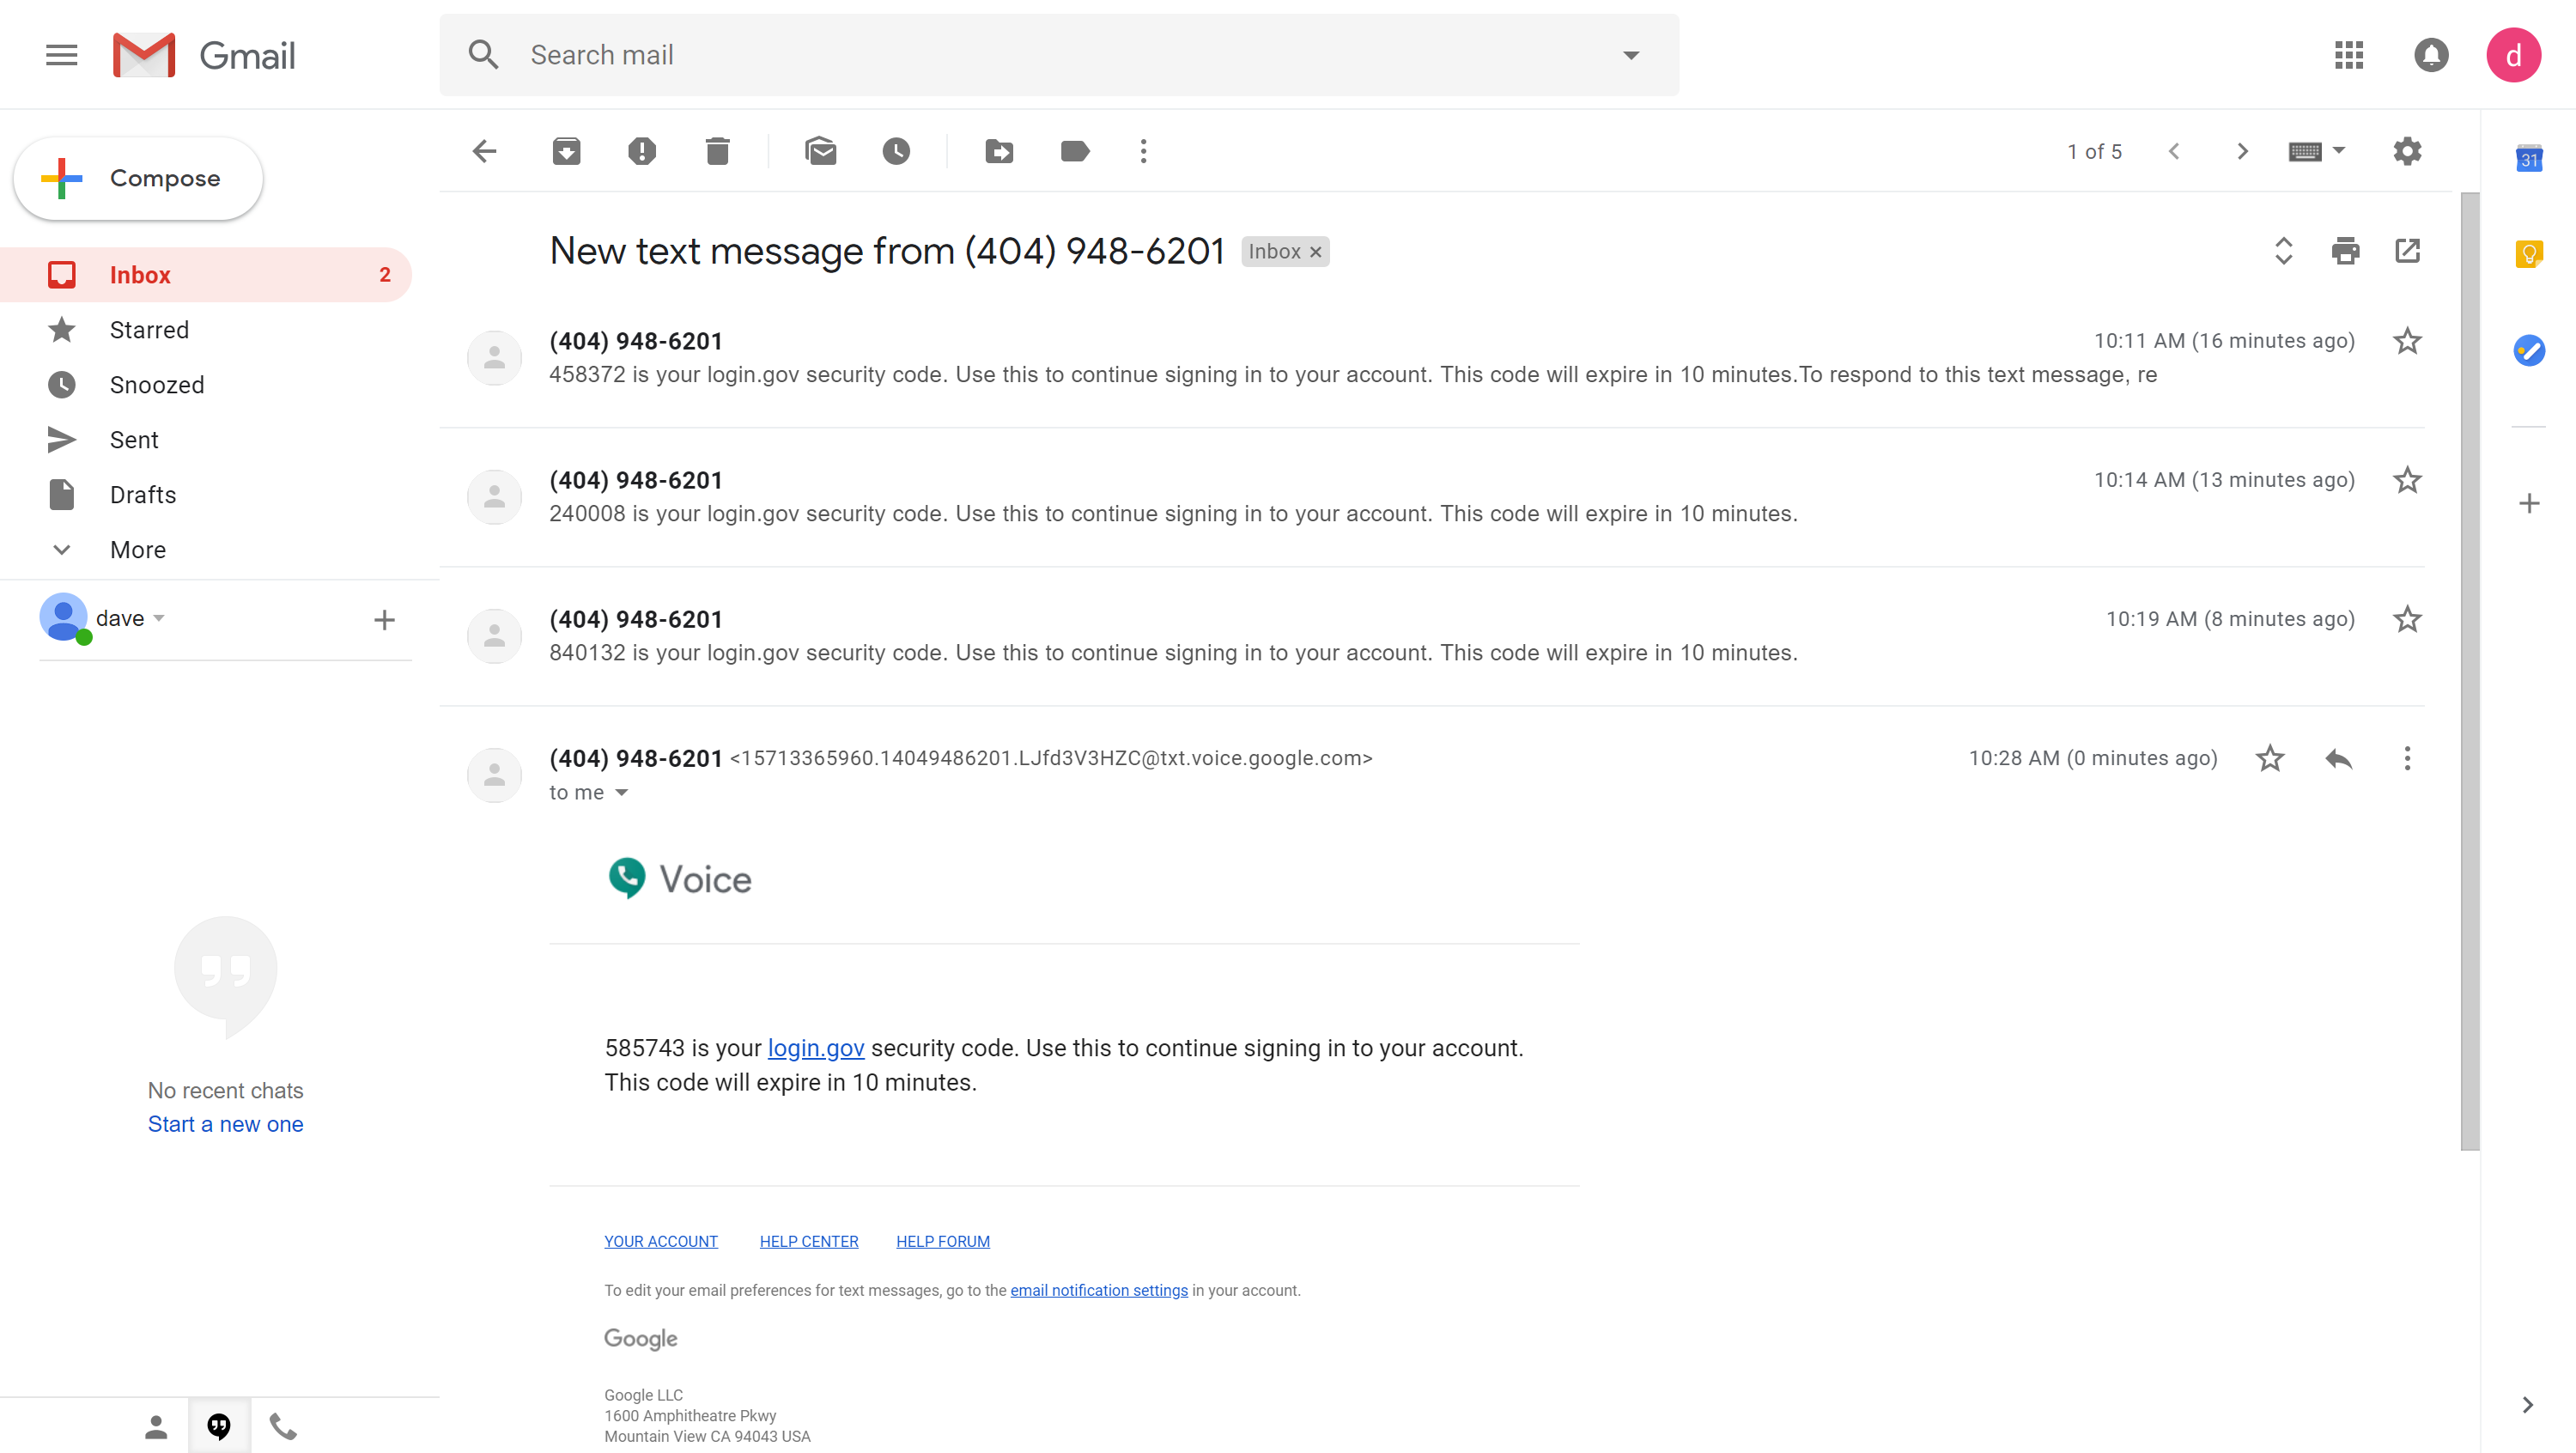 Gmail
Search mail
d
Compose
1 of 5
31
Inbox 2
Starred
Snoozed
Sent
Drafts
More
dave
No recent chats
Start a new one
New text message from (404) 948-6201 Inbox x
(404) 948-6201 10:11 AM (16 minutes ago)
458372 is your login.gov security code. Use this to continue signing in to your account. This code will expire in 10 minutes.To respond to this text message, re
(404) 948-6201 10:14 AM (13 minutes ago)
240008 is your login.gov security code. Use this to continue signing in to your account. This code will expire in 10 minutes.
(404) 948-6201 10:19 AM (8 minutes ago)
840132 is your login.gov security code. Use this to continue signing in to your account. This code will expire in 10 minutes.
(404) 948-6201 <15713365960.14049486201.LJfd3V3HZC@txt.voice.google.com> 10:28 AM (0 minutes ago)
to me
Voice
585743 is your login.gov security code. Use this to continue signing in to your account.
This code will expire in 10 minutes.
YOUR ACCOUNT HELP CENTER HELP FORUM
To edit your email preferences for text messages, go to the email notification settings in your account.
Google
Google LLC
1600 Amphitheatre Pkwy
Mountain View CA 94043 USA